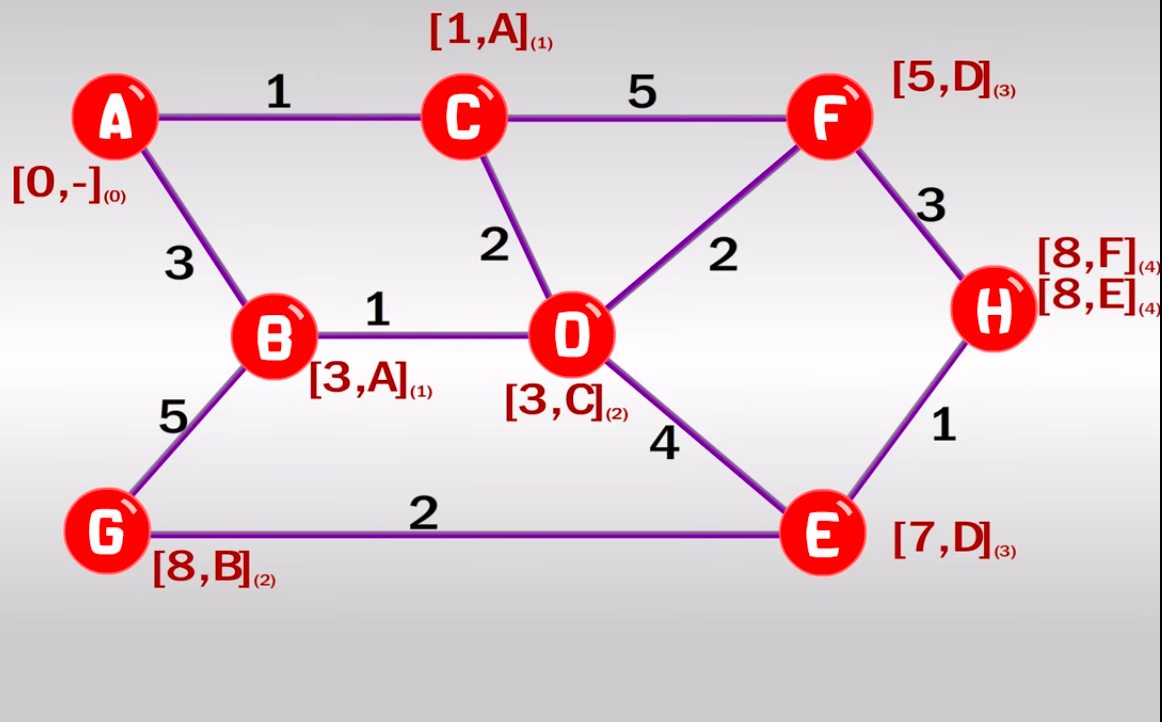 [1,A](1)
A
1
C
5
F
[5,D](3)
[0,-](0)
3
2
2
3
[8,F](4)
[8,E](4)
H
B
1
D
[3,A](1)
[3,C](2)
5
4
1
G
2
E
[7,D](3)
[8,B](2)